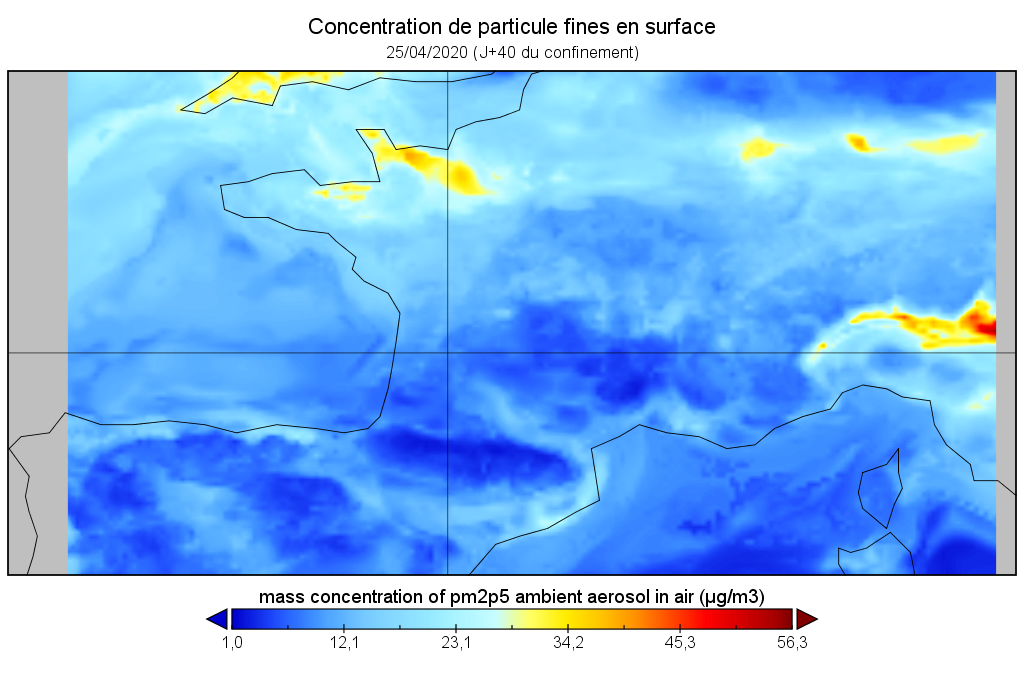 Concentration de particule fines en surface
25/04/2020 (J+40 du confinement)
mass concentration of pm2p5 ambient aerosol in air (µg/m3)
1,0 12,1 23,1 34,2 45,3 56,3